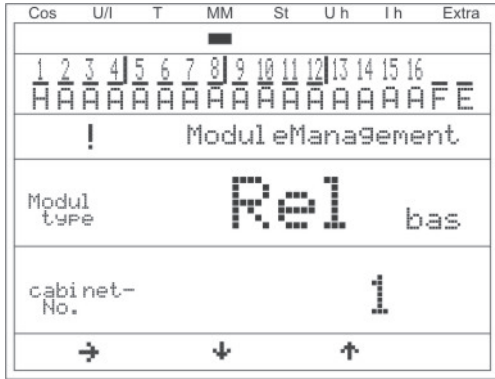 Cos U/I T MM St U h I h Extra
1 2 3 4 5 6 7 8 9 10 11 12 13 14 15 16 _ _
H A A A A A A A A A A A A A A A F E
! ModuleManagement
Modul Rel bas
type
cabinet- 1
No.
→ ↓ ↑